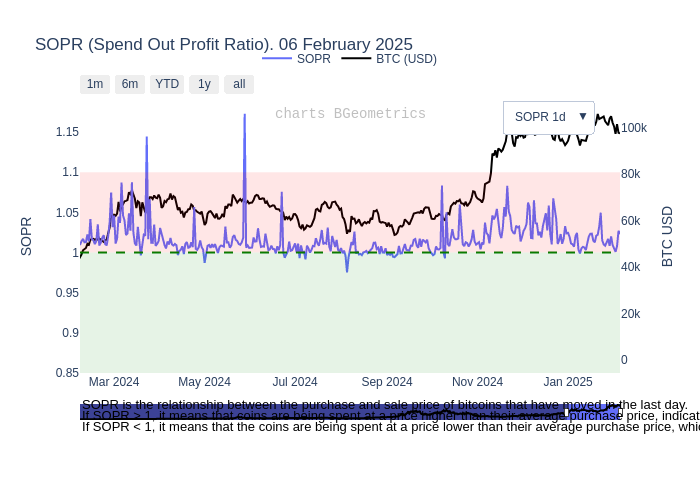 SOPR (Spend Out Profit Ratio). 06 February 2025
SOPR BTC (USD)
1m 6m YTD 1y all
charts BGeometrics
SOPR 1d ▼
1.15
1.1
1.05
1
0.95
0.9
0.85
SOPR
100k
80k
60k
40k
20k
0
BTC USD
Mar 2024 May 2024 Jul 2024 Sep 2024 Nov 2024 Jan 2025
SOPR is the relationship between the purchase and sale price of bitcoins that have moved in the last day.
If SOPR > 1, it means that coins are being spent at a price higher than their average purchase price, indicat
If SOPR < 1, it means that the coins are being spent at a price lower than their average purchase price, whi